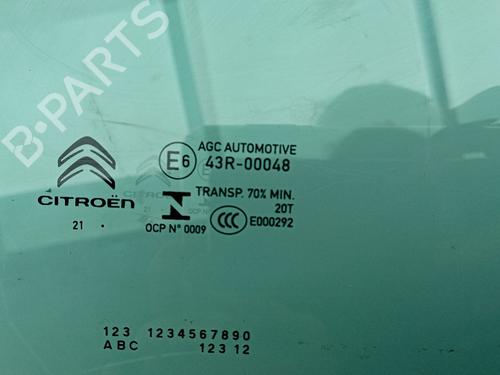 B-PARTS
AGC AUTOMOTIVE
E6 43R-00048
CITROËN
TRANSP. 70% MIN.
20T
21 .
OCP N° 0009
CCC E000292
123 1234567890
ABC 123 12